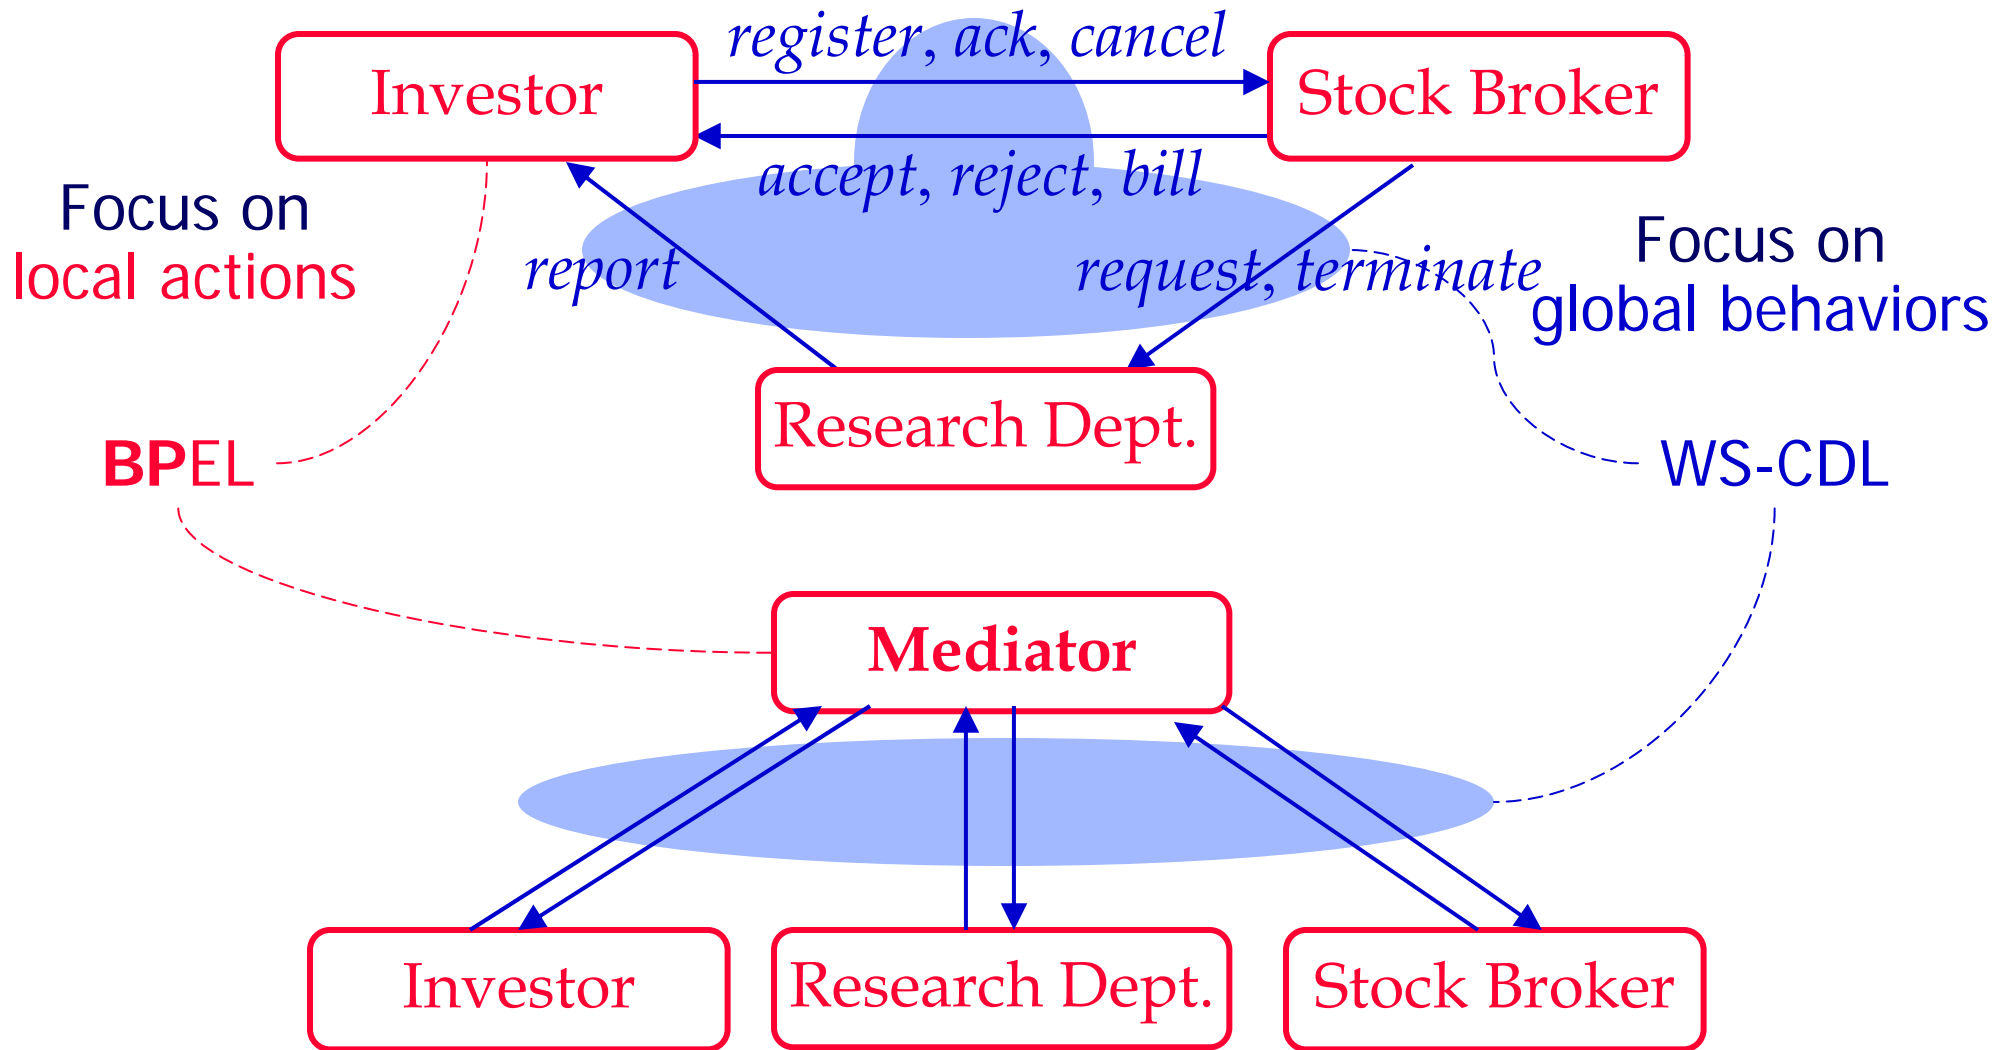 register, ack, cancel
Investor
Stock Broker
accept, reject, bill
Focus on
local actions
report
request, terminate
Focus on
global behaviors
Research Dept.
BPEL
WS-CDL
Mediator
Investor
Research Dept.
Stock Broker